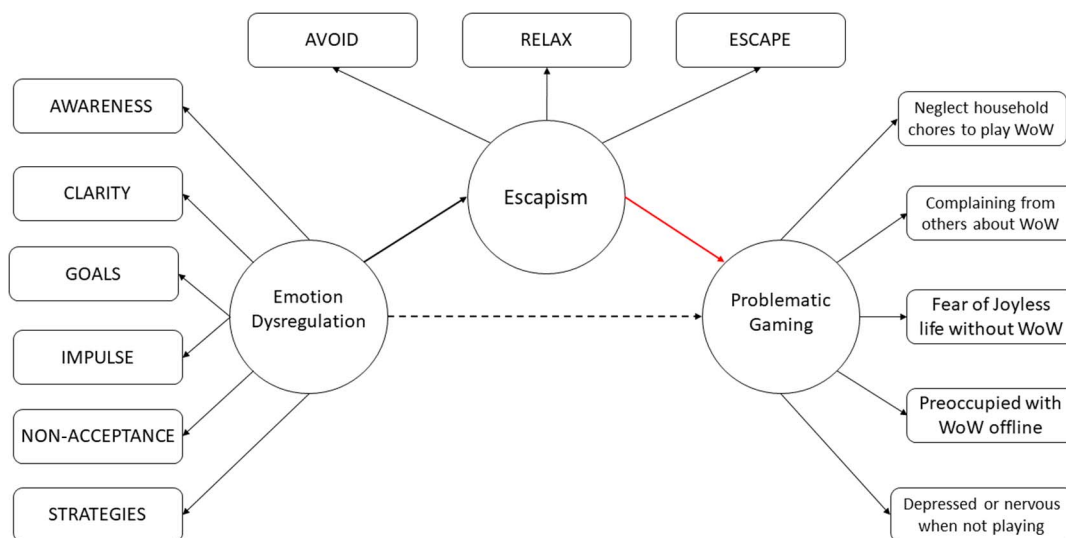 AVOID
RELAX
ESCAPE
AWARENESS
CLARITY
GOALS
IMPULSE
NON-ACCEPTANCE
STRATEGIES
Emotion
Dysregulation
Escapism
Problematic
Gaming
Neglect household
chores to play WoW
Complaining from
others about WoW
Fear of Joyless
life without WoW
Preoccupied with
WoW offline
Depressed or nervous
when not playing